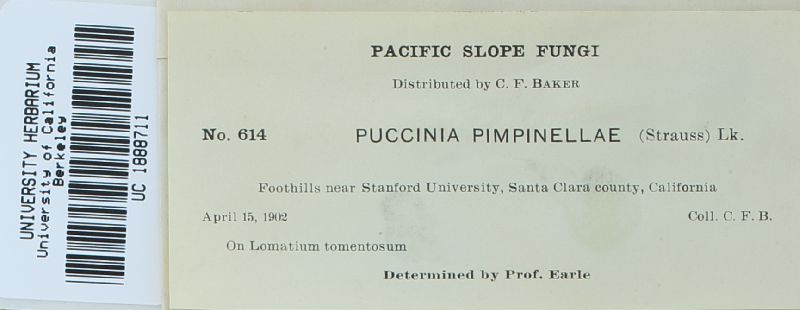 UNIVERSITY HERBARIUM
University of California
Berkeley
UC 1888711
PACIFIC SLOPE FUNGI
Distributed by C. F. BAKER
No. 614 PUCCINIA PIMPINELLAE (Strauss) Lk.
Foothills near Stanford University, Santa Clara county, California
April 15, 1902 Coll. C. F. B.
On Lomatium tomentosum
Determined by Prof. Earle